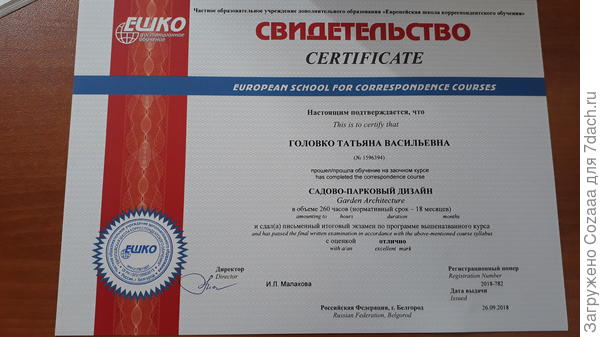 Частное образовательное учреждение дополнительного образования «Европейская школа корреспондентского обучения»
ЕШКО
дистанционное
обучение
СВИДЕТЕЛЬСТВО
CERTIFICATE
EUROPEAN SCHOOL FOR CORRESPONDENCE COURSES
Настоящим подтверждается, что
This is to certify that
ГОЛОВКО ТАТЬЯНА ВАСИЛЬЕВНА
(№ 1596394)
прошел/прошла обучение на заочном курсе
has completed the correspondence course
САДОВО-ПАРКОВЫЙ ДИЗАЙН
Garden Architecture
в объеме 260 часов (нормативный срок – 18 месяцев)
amounting to hours duration months
и сдал(а) письменный итоговый экзамен по программе вышеназванного курса
and has passed the final written examination in accordance with the above-mentioned course syllabus
с оценкой отлично
with a/an excellent mark
ЕШКО
Директор
Director
И.Л. Малахова
Регистрационный номер
Registration Number
2018-782
Дата выдачи
Issued
26.09.2018
Российская Федерация, г. Белгород
Russian Federation, Belgorod
Загружено Cozaaa для 7dach.ru